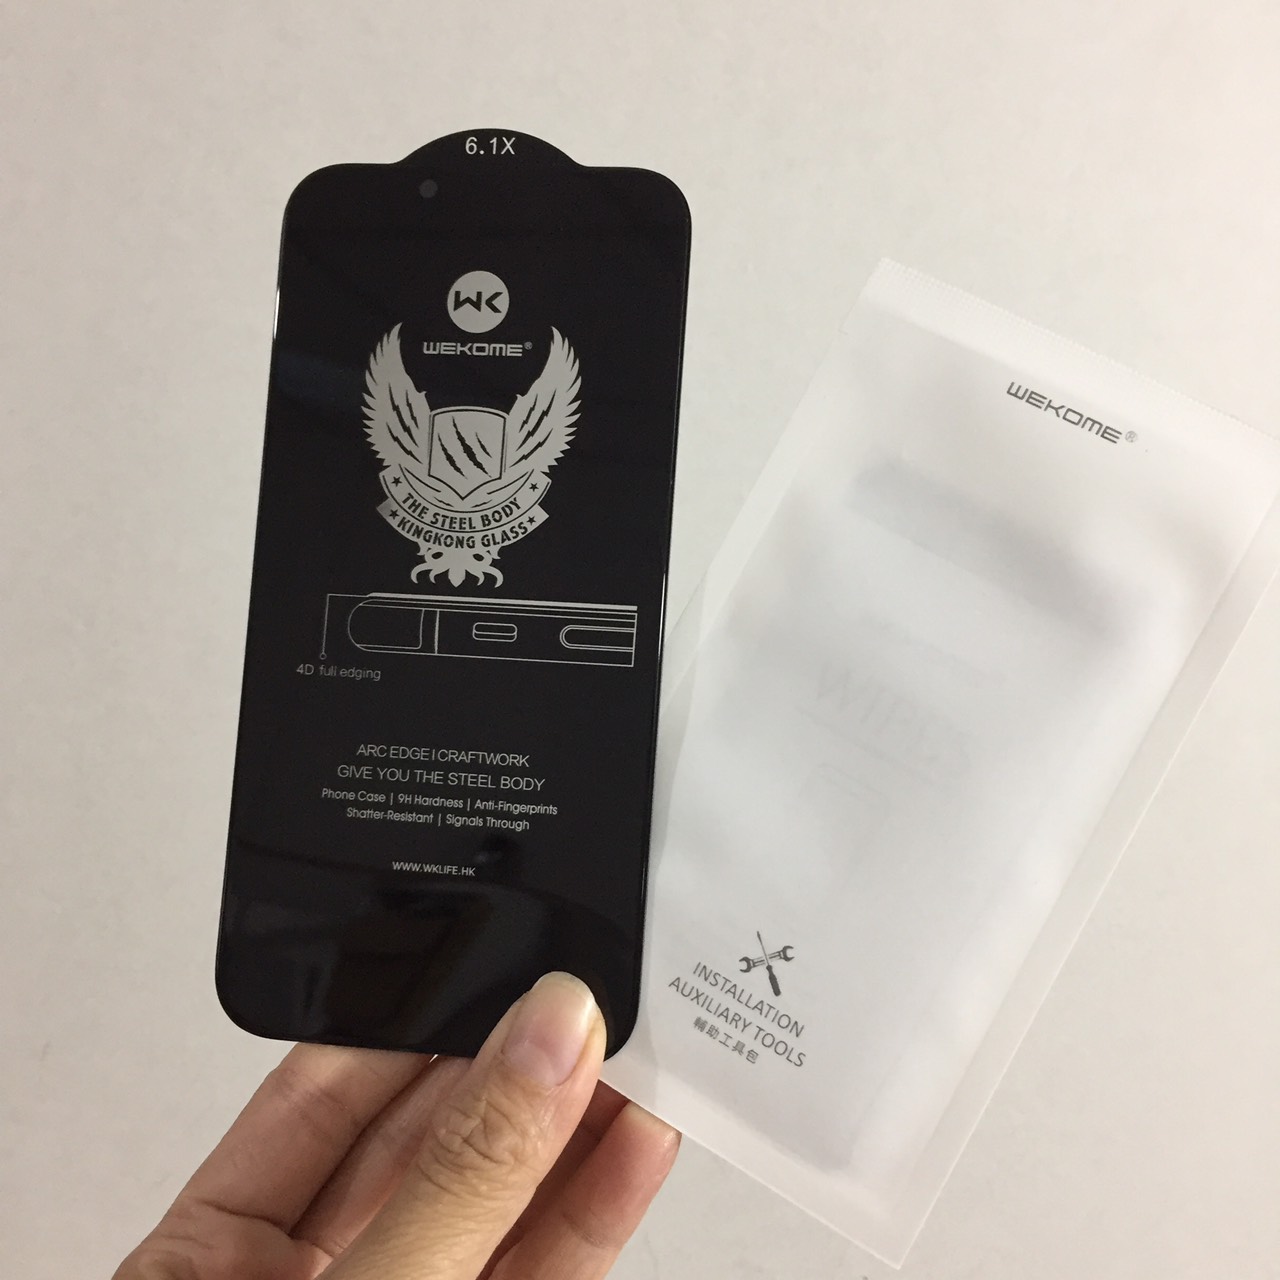 6.1X
WK
WEKOME®
THE STEEL BODY
KINGKONG GLASS
4D full edging
ARC EDGE | CRAFTWORK
GIVE YOU THE STEEL BODY
Phone Case | 9H Hardness | Anti-Fingerprints
Shatter-Resistant | Signals Through
WWW.WKLIFE.HK
WEKOME®
INSTALLATION
AUXILIARY TOOLS
輔助工具包